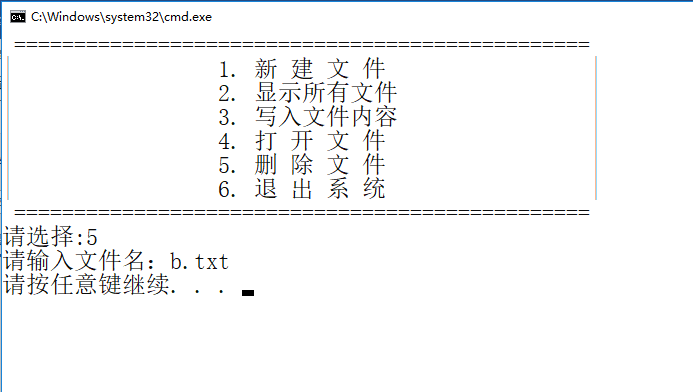 C:\Windows\system32\cmd.exe
================================================
1. 新 建 文 件
2. 显示所有文件
3. 写入文件内容
4. 打 开 文 件
5. 删 除 文 件
6. 退 出 系 统
================================================
请选择:5
请输入文件名：b.txt
请按任意键继续. . .